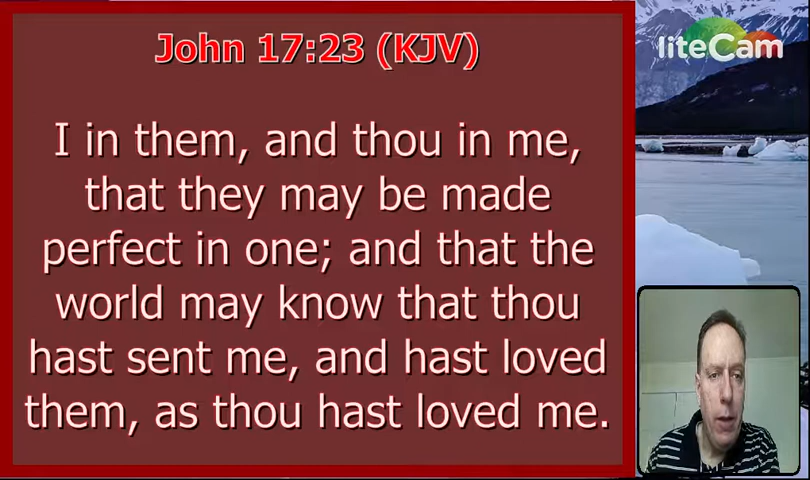 John 17:23 (KJV)
I in them, and thou in me,
that they may be made
perfect in one; and that the
world may know that thou
hast sent me, and hast loved
them, as thou hast loved me.
liteCam